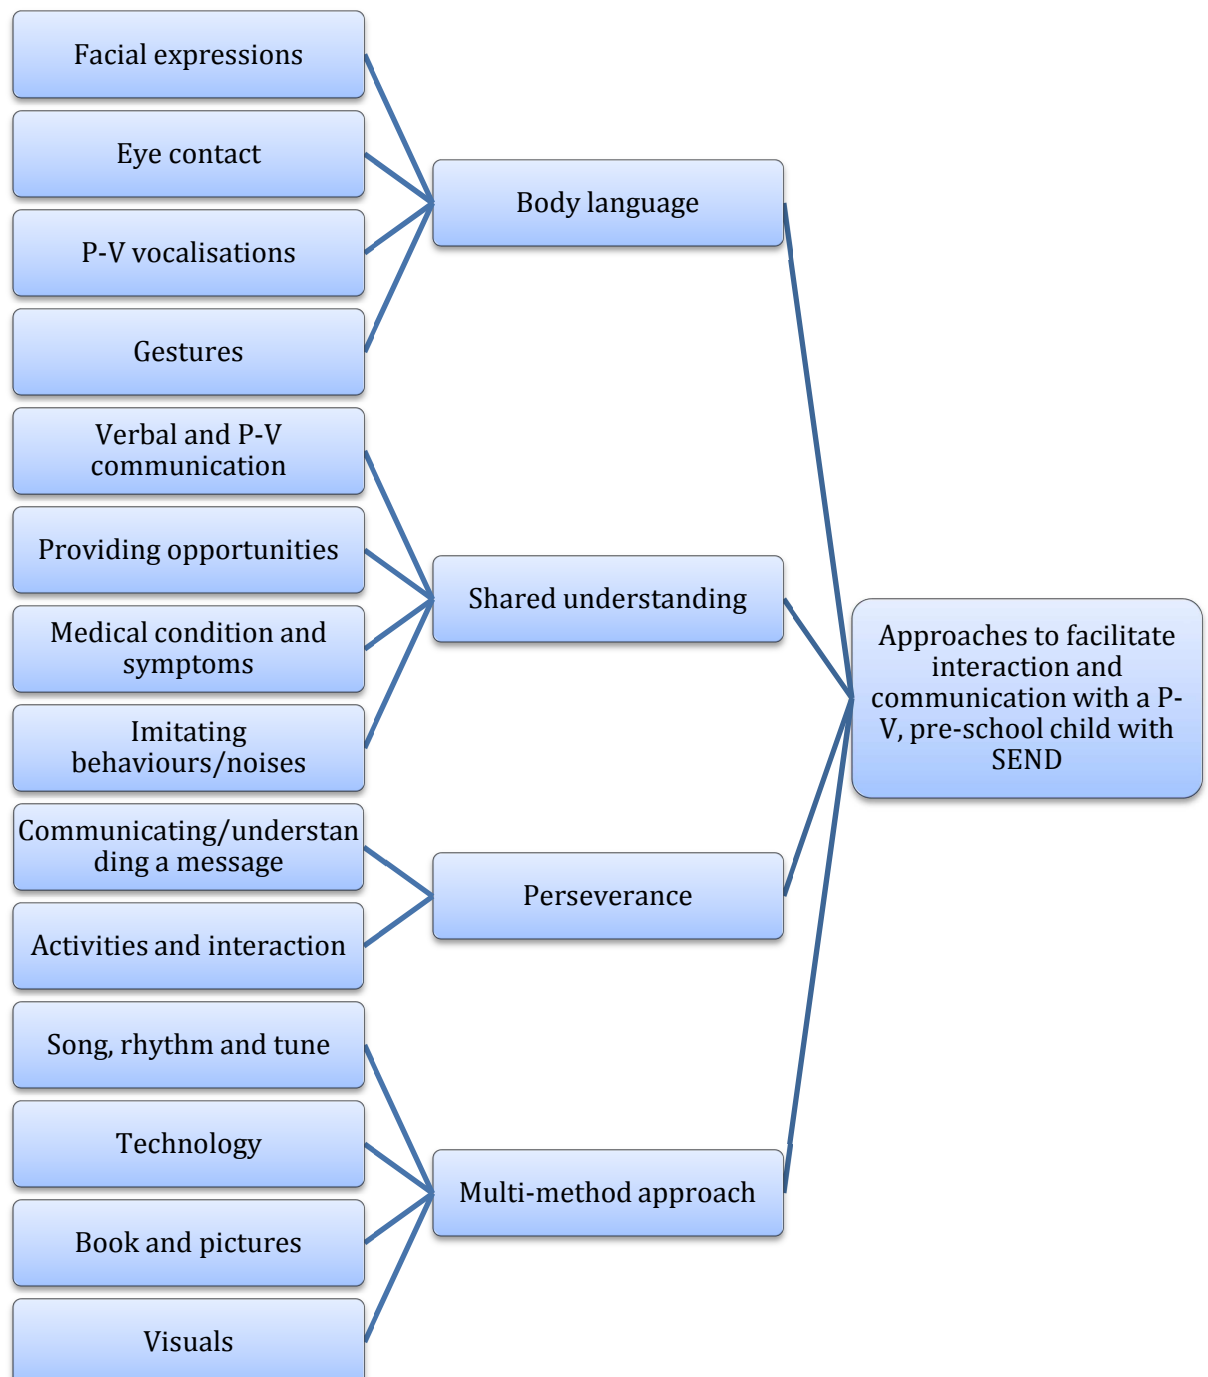 Facial expressions
Eye contact
P-V vocalisations
Gestures
Body language
Verbal and P-V
communication
Providing opportunities
Medical condition and
symptoms
Imitating
behaviours/noises
Shared understanding
Communicating/understan
ding a message
Activities and interaction
Perseverance
Song, rhythm and tune
Technology
Book and pictures
Visuals
Multi-method approach
Approaches to facilitate
interaction and
communication with a P-
V, pre-school child with
SEND